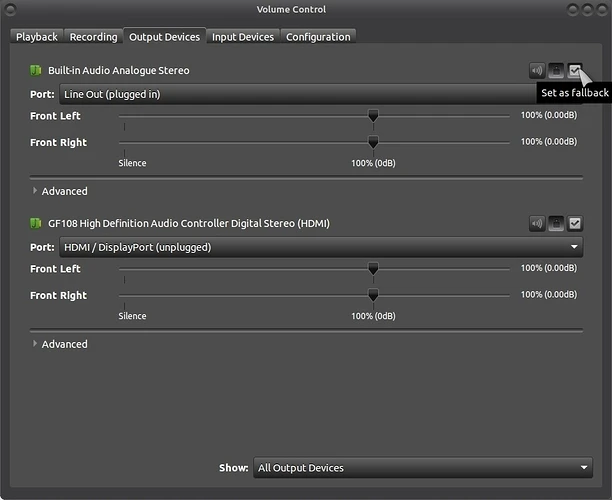 Volume Control
Playback Recording Output Devices Input Devices Configuration
Built-in Audio Analogue Stereo
Set as fallback
Port: Line Out (plugged in)
Front Left 100% (0.00dB)
Front Right 100% (0.00dB)
Silence 100% (0dB)
Advanced
GF108 High Definition Audio Controller Digital Stereo (HDMI)
Port: HDMI / DisplayPort (unplugged)
Front Left 100% (0.00dB)
Front Right 100% (0.00dB)
Silence 100% (0dB)
Advanced
Show: All Output Devices